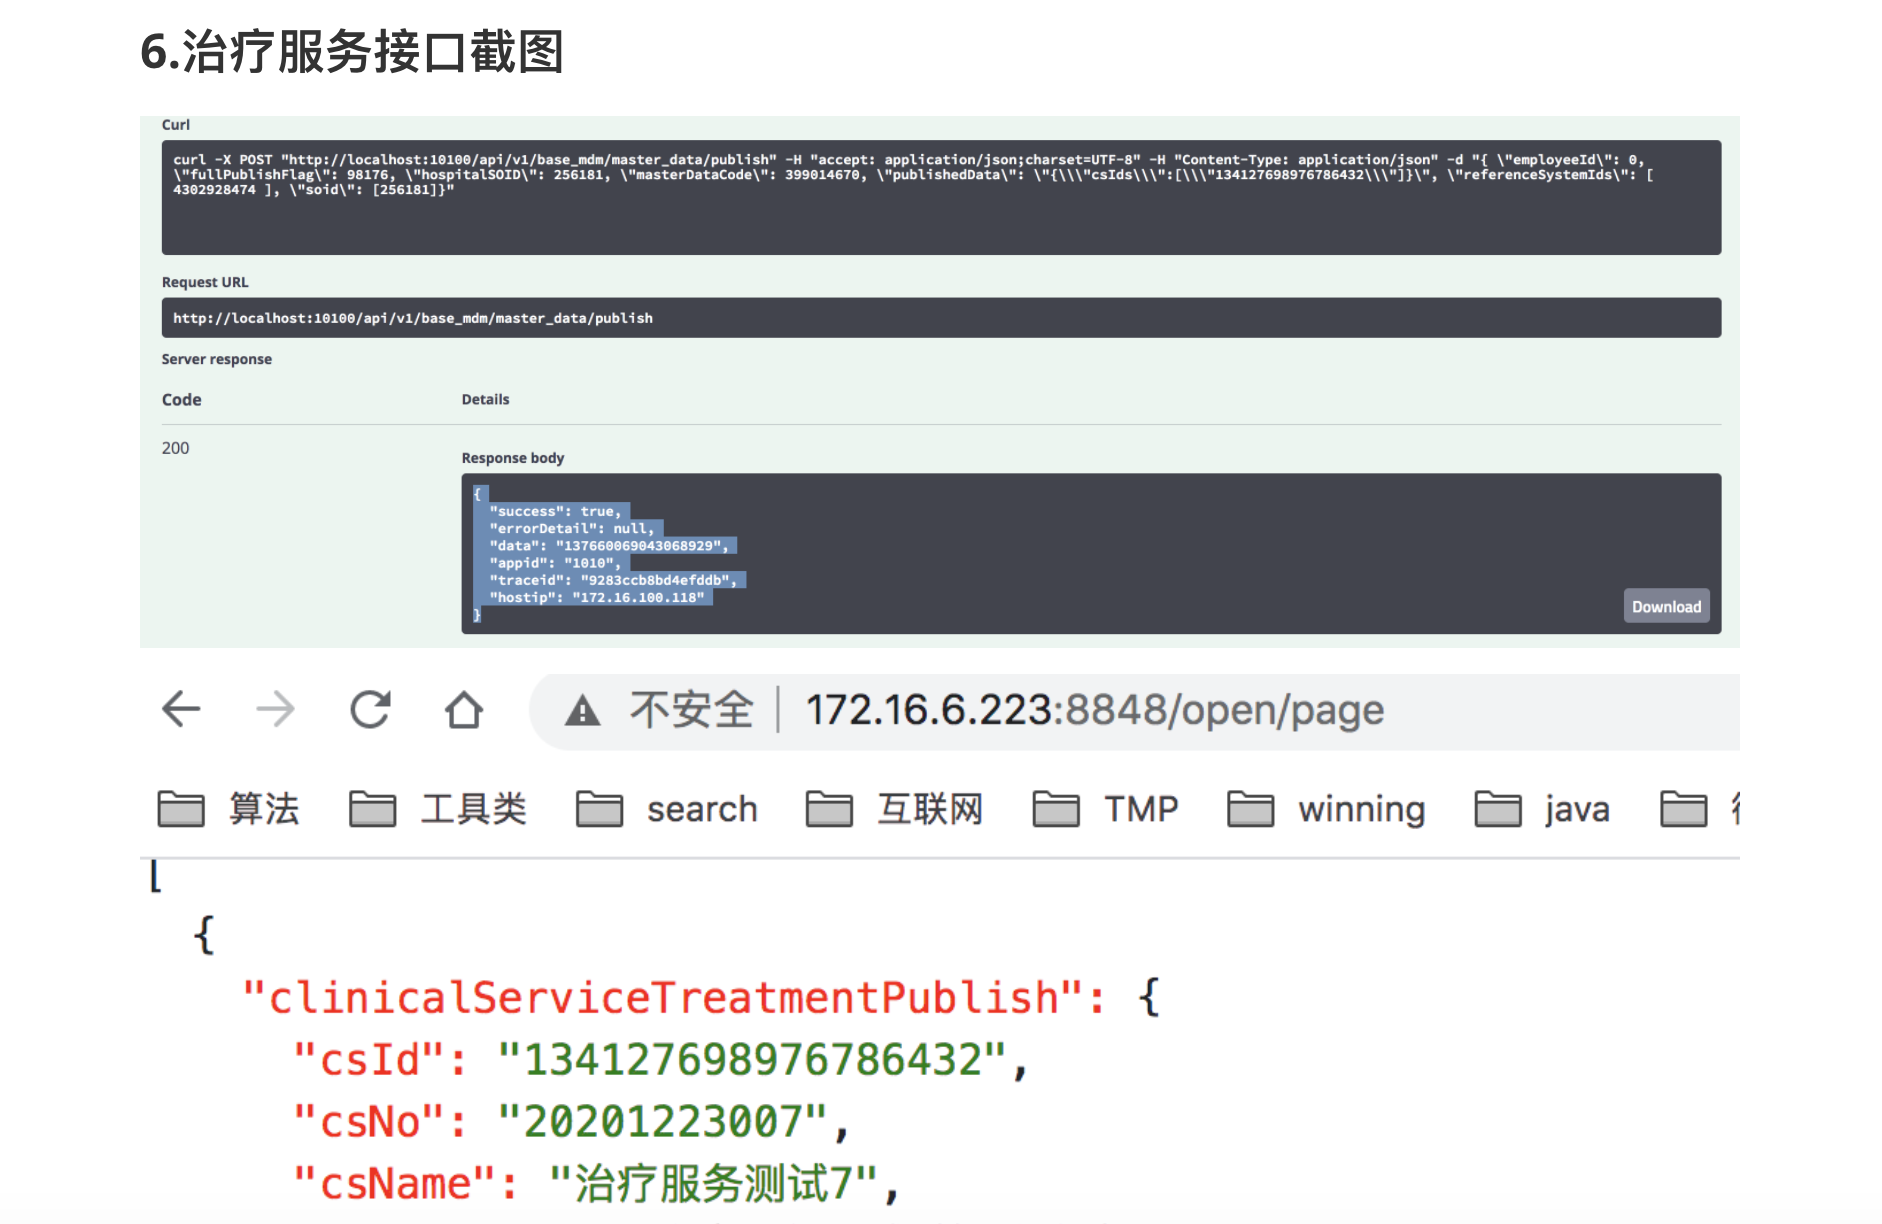 6.治疗服务接口截图
Curl
curl -X POST "http://localhost:10100/api/v1/base_mdm/master_data/publish" -H "accept: application/json;charset=UTF-8" -H "Content-Type: application/json" -d "{ \"employeeId\": 0,
\"fullPublishFlag\": 98176, \"hospitalSOID\": 256181, \"masterDataCode\": 399014670, \"publishedData\": \"{\\\"csIds\\\":[\\\"134127698976786432\\\"]}\", \"referenceSystemIds\": [
4302928474 ], \"soid\": [256181]}"
Request URL
http://localhost:10100/api/v1/base_mdm/master_data/publish
Server response
Code Details
200
Response body
{
"success": true,
"errorDetail": null,
"data": "137660069043068929",
"appid": "1010",
"traceid": "9283ccb8bd4efddb",
"hostip": "172.16.100.118"
}
Download
不安全 172.16.6.223:8848/open/page
算法 工具类 search 互联网 TMP winning java
[
{
"clinicalServiceTreatmentPublish": {
"csId": "134127698976786432",
"csNo": "20201223007",
"csName": "治疗服务测试7",